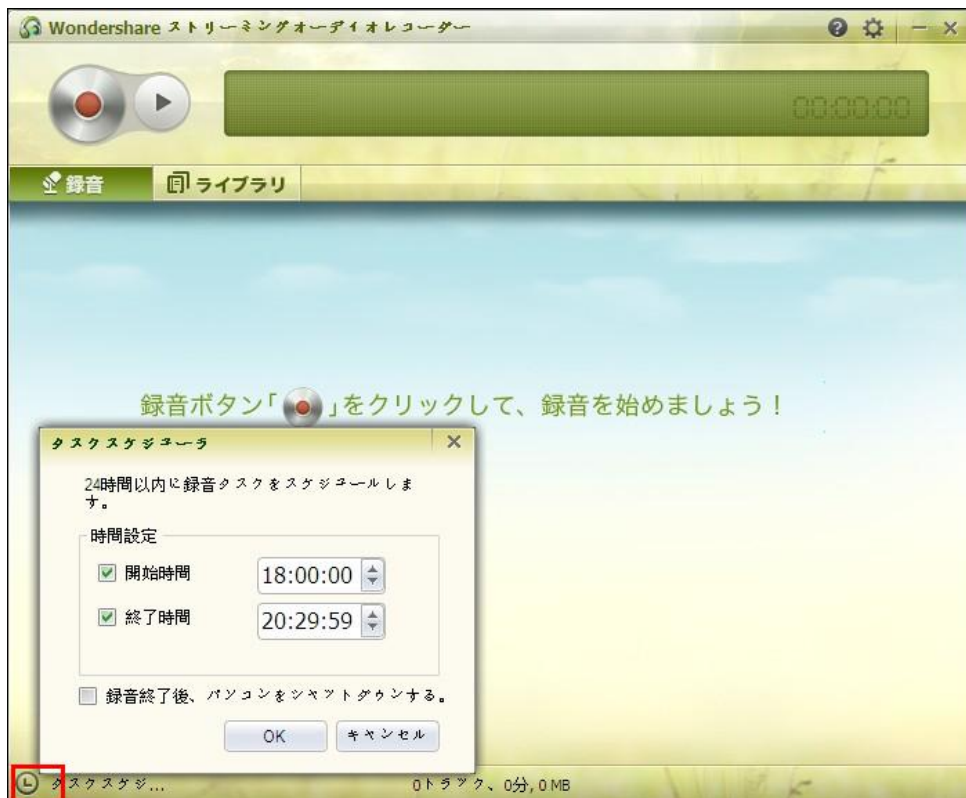 Wondershare ストリーミングオーディオレコーダー
00:00:00
録音 ライブラリ
録音ボタン「 」をクリックして、録音を始めましょう！
タスクスケジューラ
24時間以内に録音タスクをスケジュールしま
す。
時間設定
開始時間 18:00:00
終了時間 20:29:59
録音終了後、パソコンをシャットダウンする。
OK キャンセル
タスクスケジ... 0トラック、0分, 0 MB